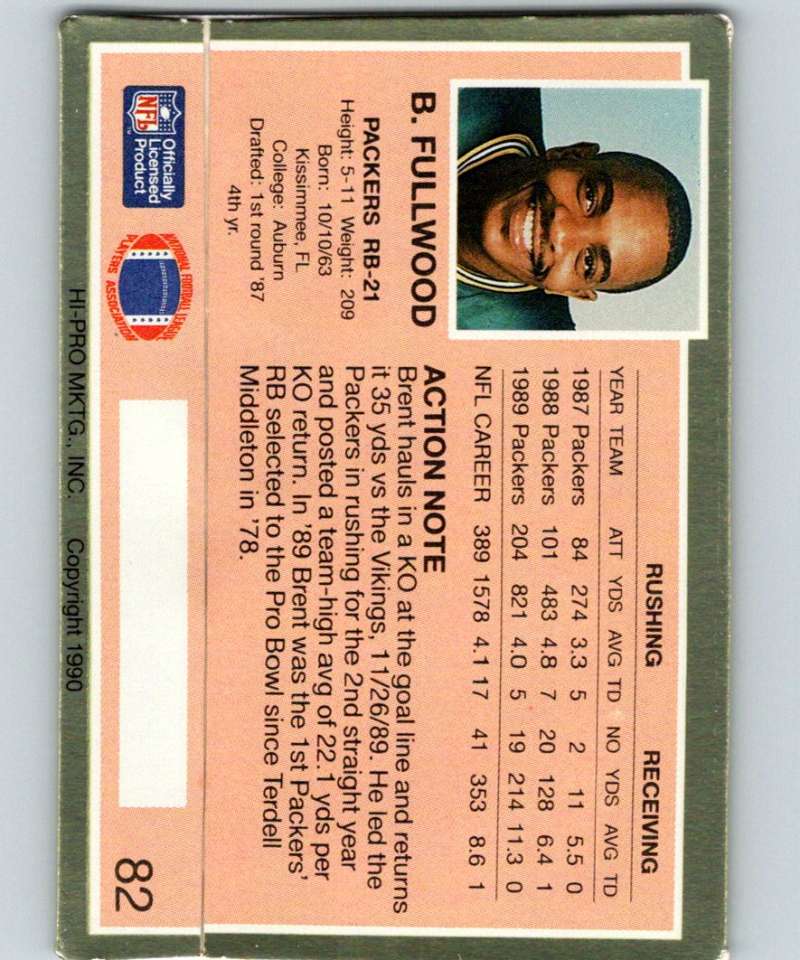 B. FULLWOOD
PACKERS RB-21
Height: 5-11 Weight: 209
Born: 10/10/63
Kissimmee, FL
College: Auburn
Drafted: 1st round '87
4th yr.
RUSHING RECEIVING
YEAR TEAM ATT YDS AVG TD NO YDS AVG TD
1987 Packers 84 274 3.3 5 2 11 5.5 0
1988 Packers 101 483 4.8 7 20 128 6.4 1
1989 Packers 204 821 4.0 5 19 214 11.3 0
NFL CAREER 389 1578 4.1 17 41 353 8.6 1
ACTION NOTE
Brent hauls in a KO at the goal line and returns
it 35 yds vs the Vikings, 11/26/89. He led the
Packers in rushing for the 2nd straight year
and posted a team-high avg of 22.1 yds per
KO return. In '89 Brent was the 1st Packers'
RB selected to the Pro Bowl since Terdell
Middleton in '78.
NFL
TM
Officially
Licensed
Product
NATIONAL FOOTBALL LEAGUE
PLAYERS ASSOCIATION
82
HI-PRO MKTG., INC. Copyright 1990